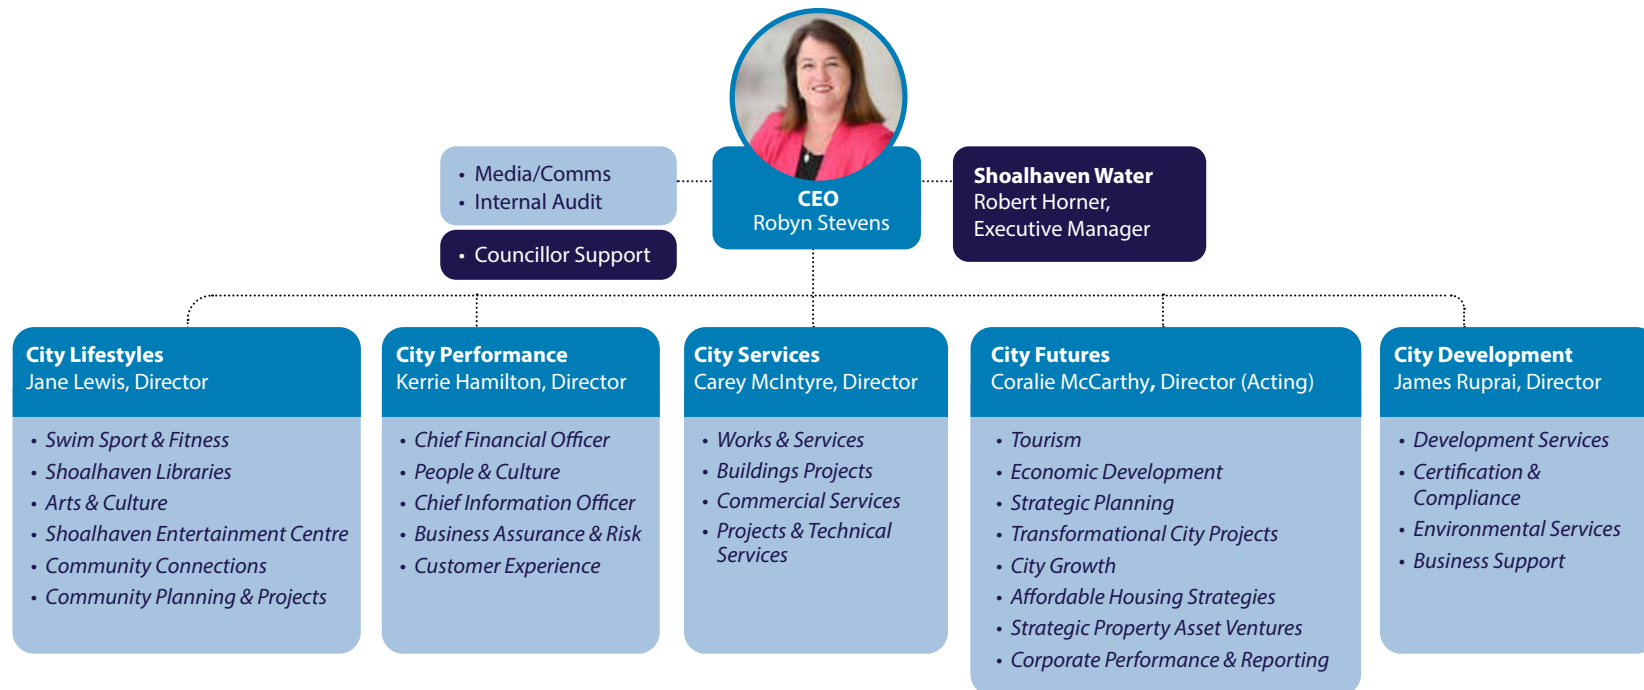 • Media/Comms
• Internal Audit
• Councillor Support
CEO
Robyn Stevens
Shoalhaven Water
Robert Horner,
Executive Manager
City Lifestyles
Jane Lewis, Director
• Swim Sport & Fitness
• Shoalhaven Libraries
• Arts & Culture
• Shoalhaven Entertainment Centre
• Community Connections
• Community Planning & Projects
City Performance
Kerrie Hamilton, Director
• Chief Financial Officer
• People & Culture
• Chief Information Officer
• Business Assurance & Risk
• Customer Experience
City Services
Carey McIntyre, Director
• Works & Services
• Buildings Projects
• Commercial Services
• Projects & Technical
Services
City Futures
Coralie McCarthy, Director (Acting)
• Tourism
• Economic Development
• Strategic Planning
• Transformational City Projects
• City Growth
• Affordable Housing Strategies
• Strategic Property Asset Ventures
• Corporate Performance & Reporting
City Development
James Ruprai, Director
• Development Services
• Certification &
Compliance
• Environmental Services
• Business Support